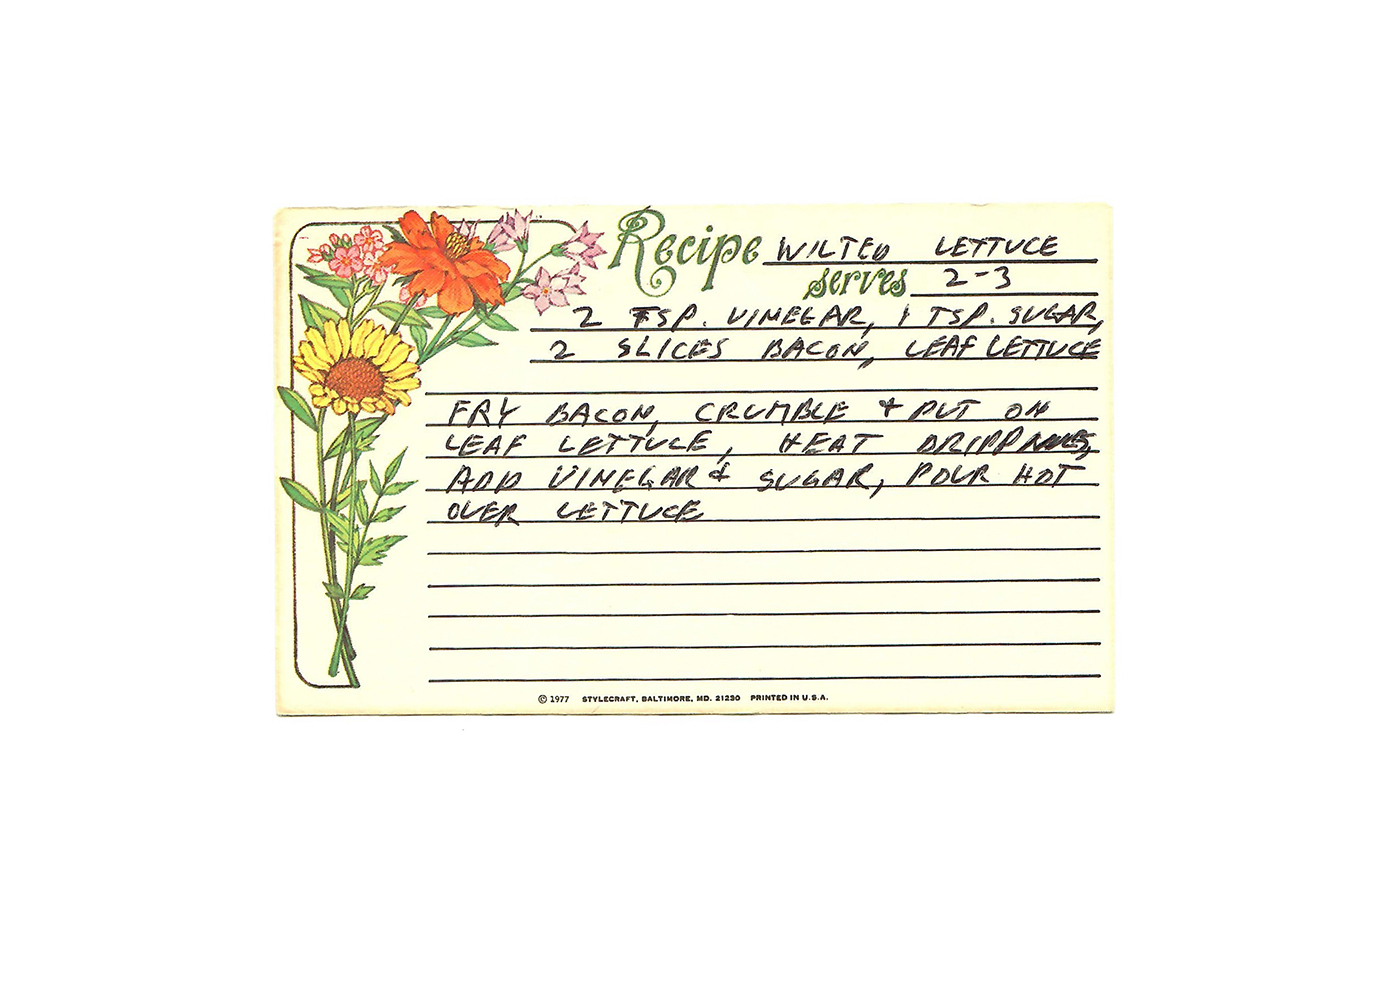 Recipe WILTED LETTUCE
serves 2-3
2 TSP. VINEGAR, 1 TSP. SUGAR,
2 SLICES BACON, LEAF LETTUCE
FRY BACON, CRUMBLE & PUT ON
LEAF LETTUCE, HEAT DRIPPINGS,
ADD VINEGAR & SUGAR, POUR HOT
OVER LETTUCE
© 1977 STYLECRAFT, BALTIMORE, MD. 21230 PRINTED IN U.S.A.